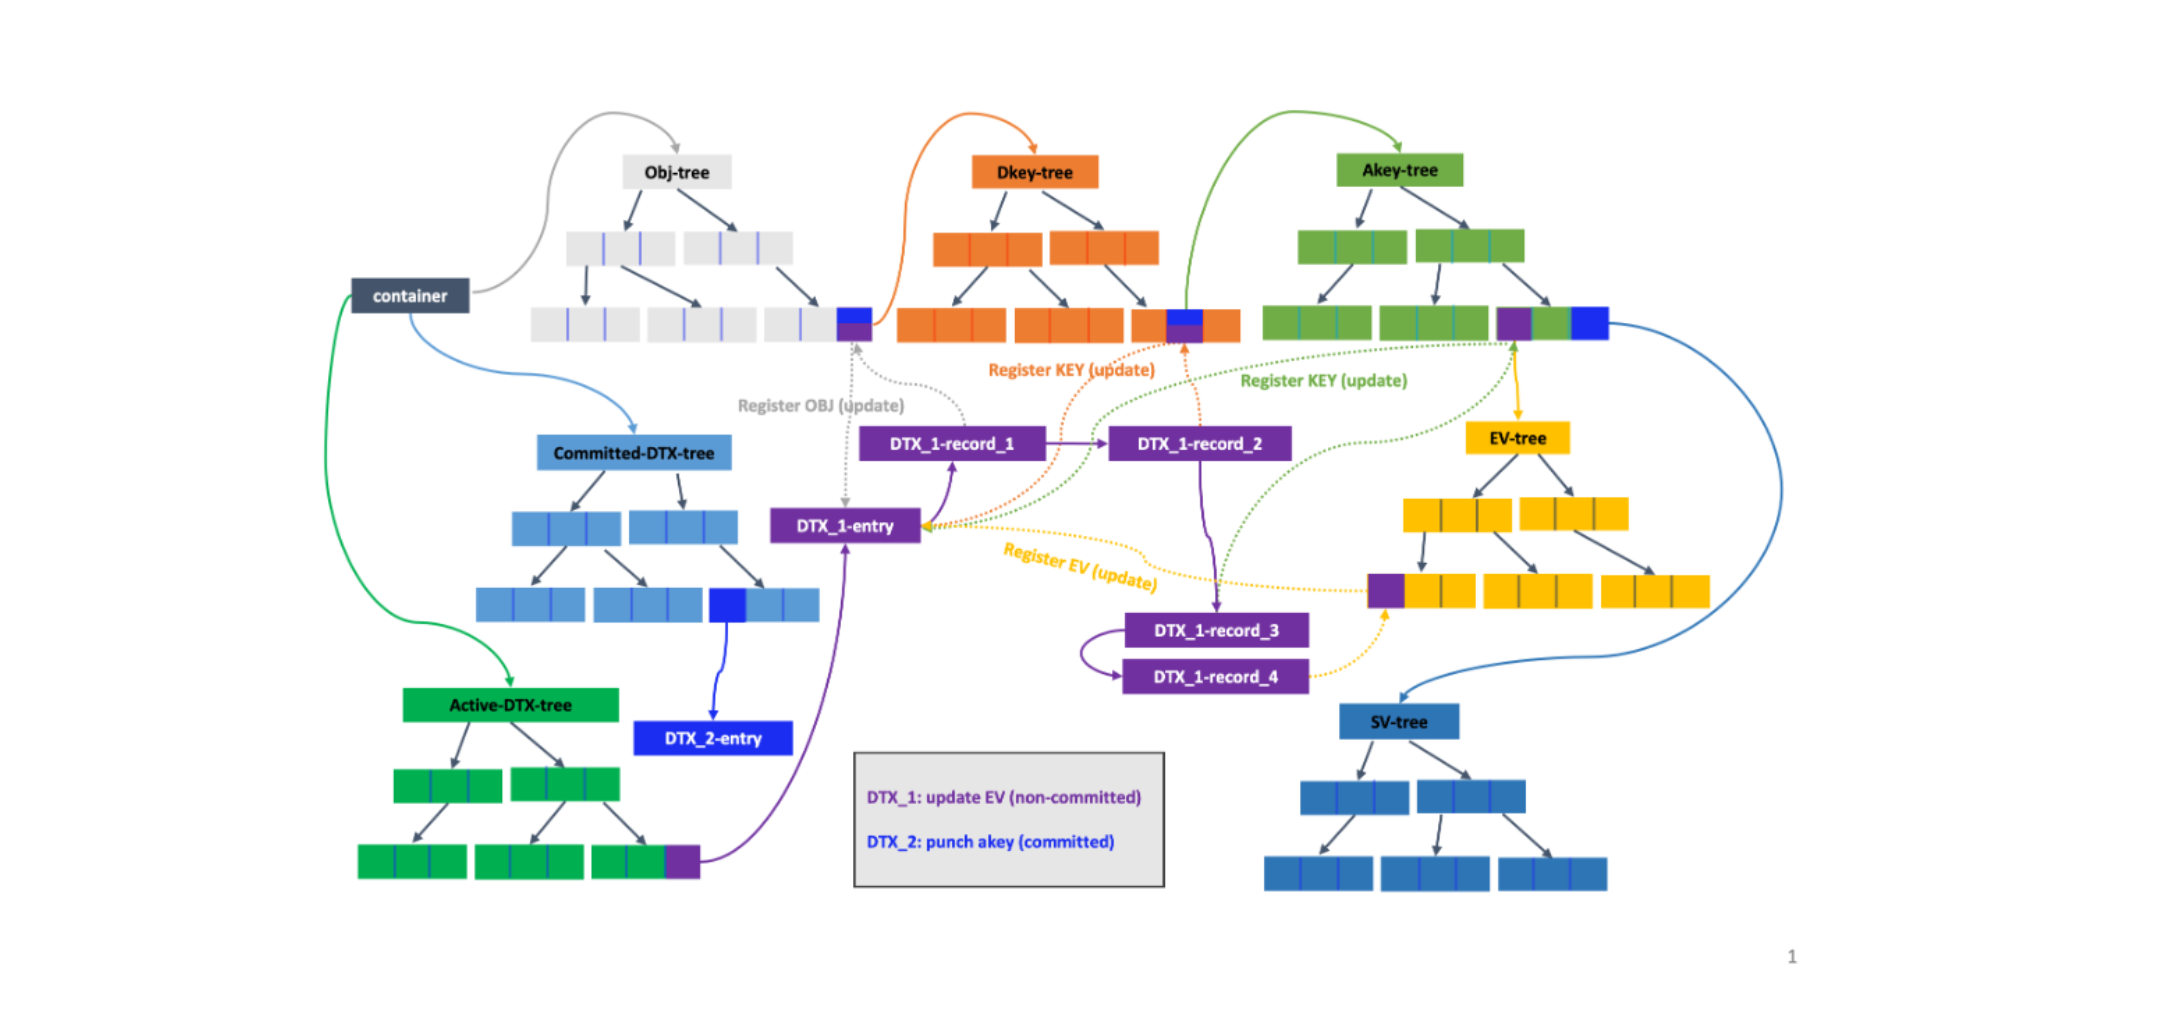 Obj-tree
Dkey-tree
Akey-tree
container
Register KEY (update)
Register KEY (update)
Register OBJ (update)
DTX_1-record_1
DTX_1-record_2
EV-tree
Committed-DTX-tree
DTX_1-entry
Register EV (update)
DTX_1-record_3
DTX_1-record_4
Active-DTX-tree
SV-tree
DTX_2-entry
DTX_1: update EV (non-committed)
DTX_2: punch akey (committed)
1